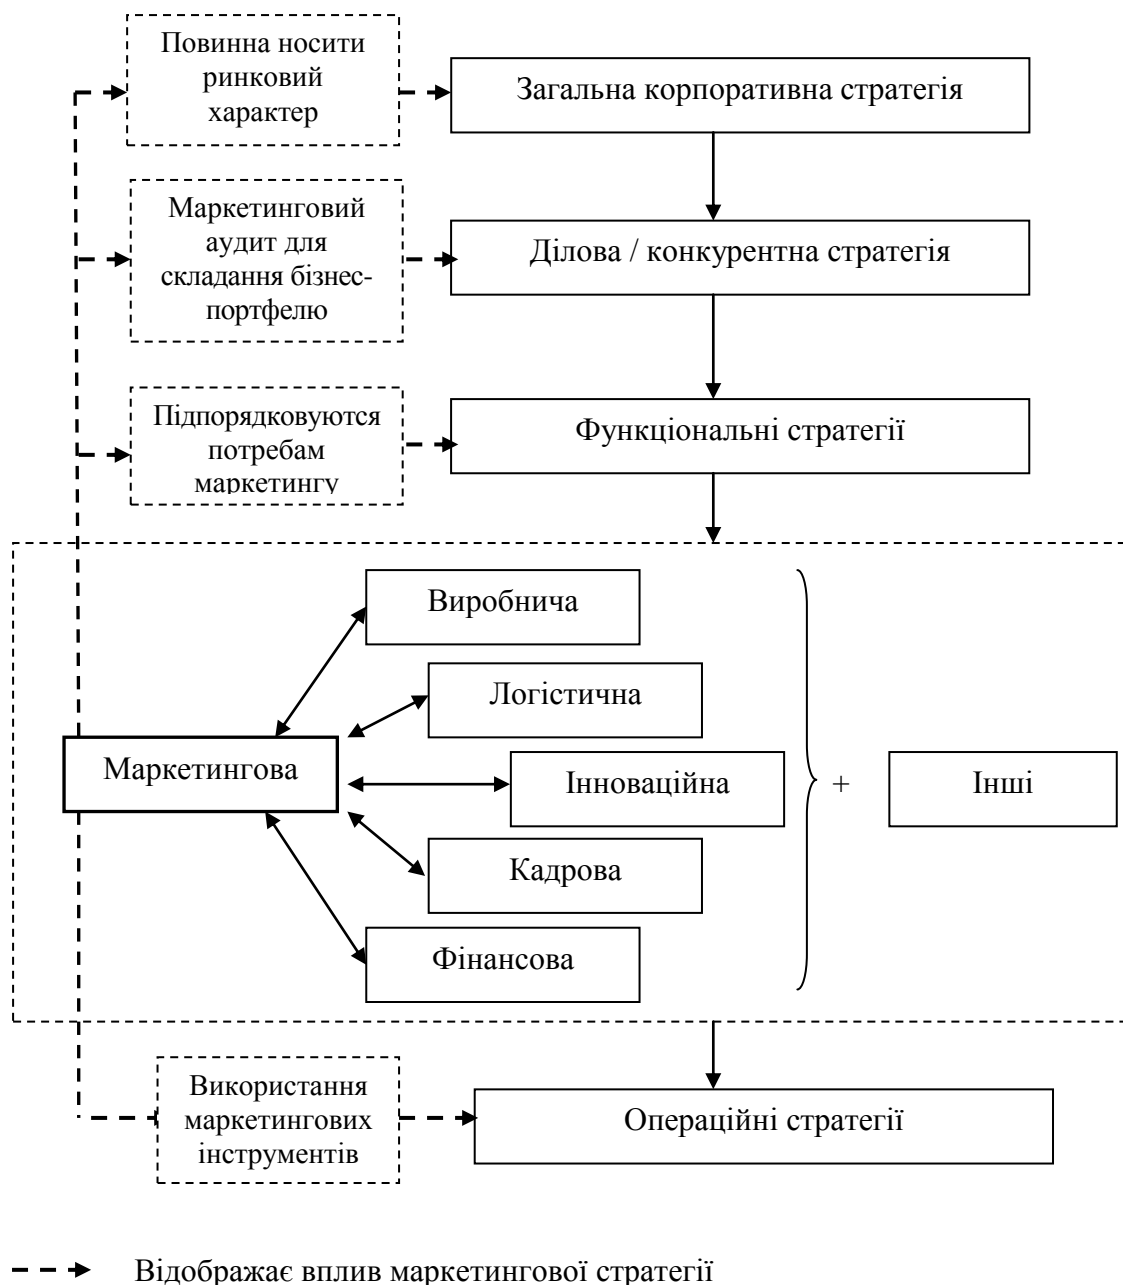 Повинна носити
ринковий
характер
Загальна корпоративна стратегія
Маркетинговий
аудит для
складання бізнес-
портфелю
Ділова / конкурентна стратегія
Підпорядковуются
потребам
маркетингу
Функціональні стратегії
Виробнича
Логістична
Маркетингова
Інноваційна
+
Інші
Кадрова
Фінансова
Використання
маркетингових
інструментів
Операційні стратегії
Відображає вплив маркетингової стратегії